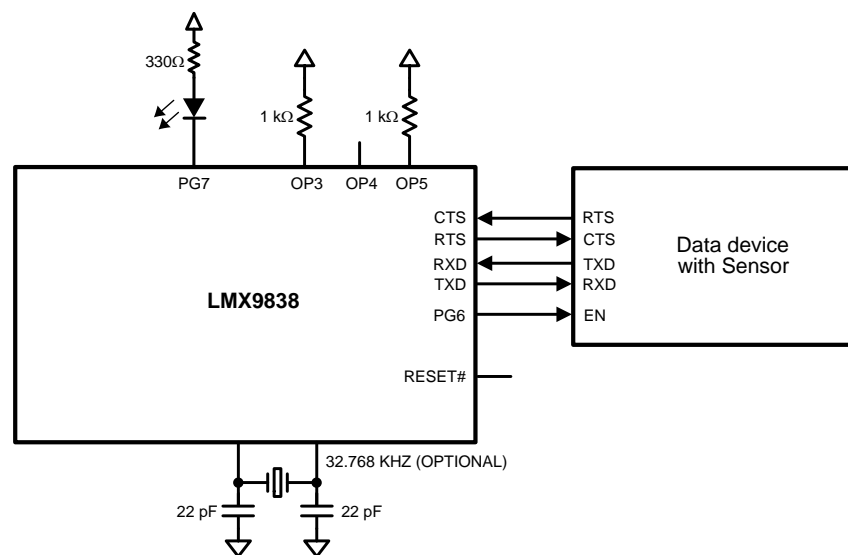 330Ω
1 kΩ
1 kΩ
PG7
OP3
OP4
OP5
CTS
RTS
RXD
TXD
PG6
RESET#
LMX9838
RTS
CTS
TXD
RXD
EN
Data device
with Sensor
32.768 KHZ (OPTIONAL)
22 pF
22 pF